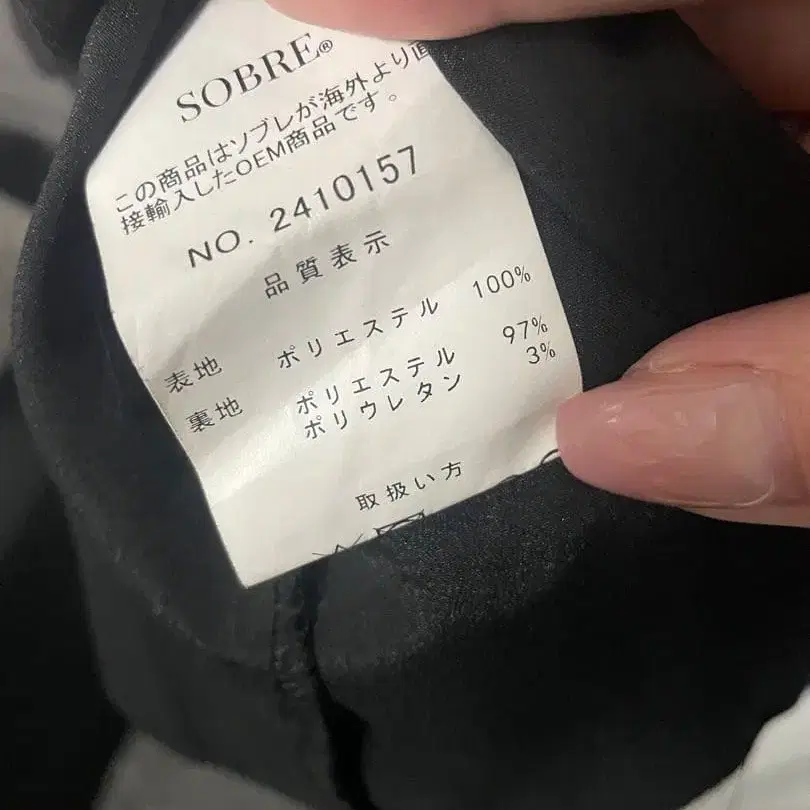 SOBRE®
この商品はソブレが海外より直
接輸入したOEM商品です。
NO. 2410157
品質表示
表地 ポリエステル 100%
裏地 ポリエステル 97%
ポリウレタン 3%
取扱い方